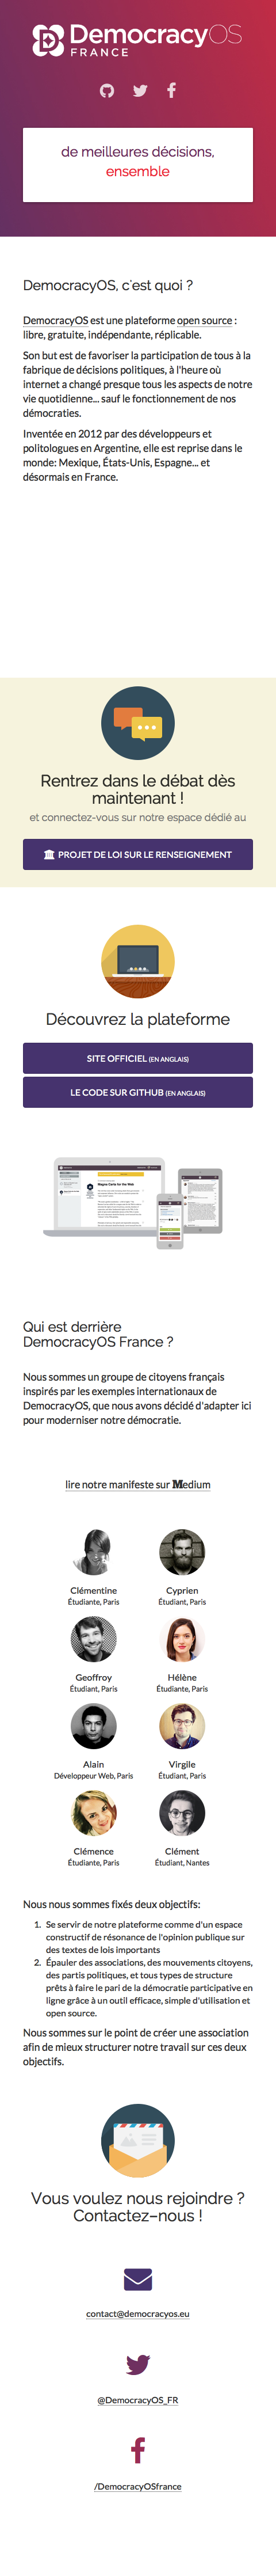 DemocracyOS
FRANCE
de meilleures décisions,
ensemble
DemocracyOS, c'est quoi ?
DemocracyOS est une plateforme open source :
libre, gratuite, indépendante, réplicable.
Son but est de favoriser la participation de tous à la
fabrique de décisions politiques, à l'heure où
internet a changé presque tous les aspects de notre
vie quotidienne... sauf le fonctionnement de nos
démocraties.
Inventée en 2012 par des développeurs et
politologues en Argentine, elle est reprise dans le
monde: Mexique, États-Unis, Espagne... et
désormais en France.
Rentrez dans le débat dès
maintenant !
et connectez-vous sur notre espace dédié au
PROJET DE LOI SUR LE RENSEIGNEMENT
Découvrez la plateforme
SITE OFFICIEL (EN ANGLAIS)
LE CODE SUR GITHUB (EN ANGLAIS)
Magna Carta for the Web
Qui est derrière
DemocracyOS France ?
Nous sommes un groupe de citoyens français
inspirés par les exemples internationaux de
DemocracyOS, que nous avons décidé d'adapter ici
pour moderniser notre démocratie.
lire notre manifeste sur Medium
Clémentine
Étudiante, Paris
Cyprien
Étudiant, Paris
Geoffroy
Étudiant, Paris
Hélène
Étudiante, Paris
Alain
Développeur Web, Paris
Virgile
Étudiant, Paris
Clémence
Étudiante, Paris
Clément
Étudiant, Nantes
Nous nous sommes fixés deux objectifs:
1. Se servir de notre plateforme comme d'un espace
constructif de résonance de l'opinion publique sur
des textes de lois importants
2. Épauler des associations, des mouvements citoyens,
des partis politiques, et tous types de structure
prêts à faire le pari de la démocratie participative en
ligne grâce à un outil efficace, simple d'utilisation et
open source.
Nous sommes sur le point de créer une association
afin de mieux structurer notre travail sur ces deux
objectifs.
Vous voulez nous rejoindre ?
Contactez-nous !
contact@democracyos.eu
@DemocracyOS_FR
/DemocracyOSfrance